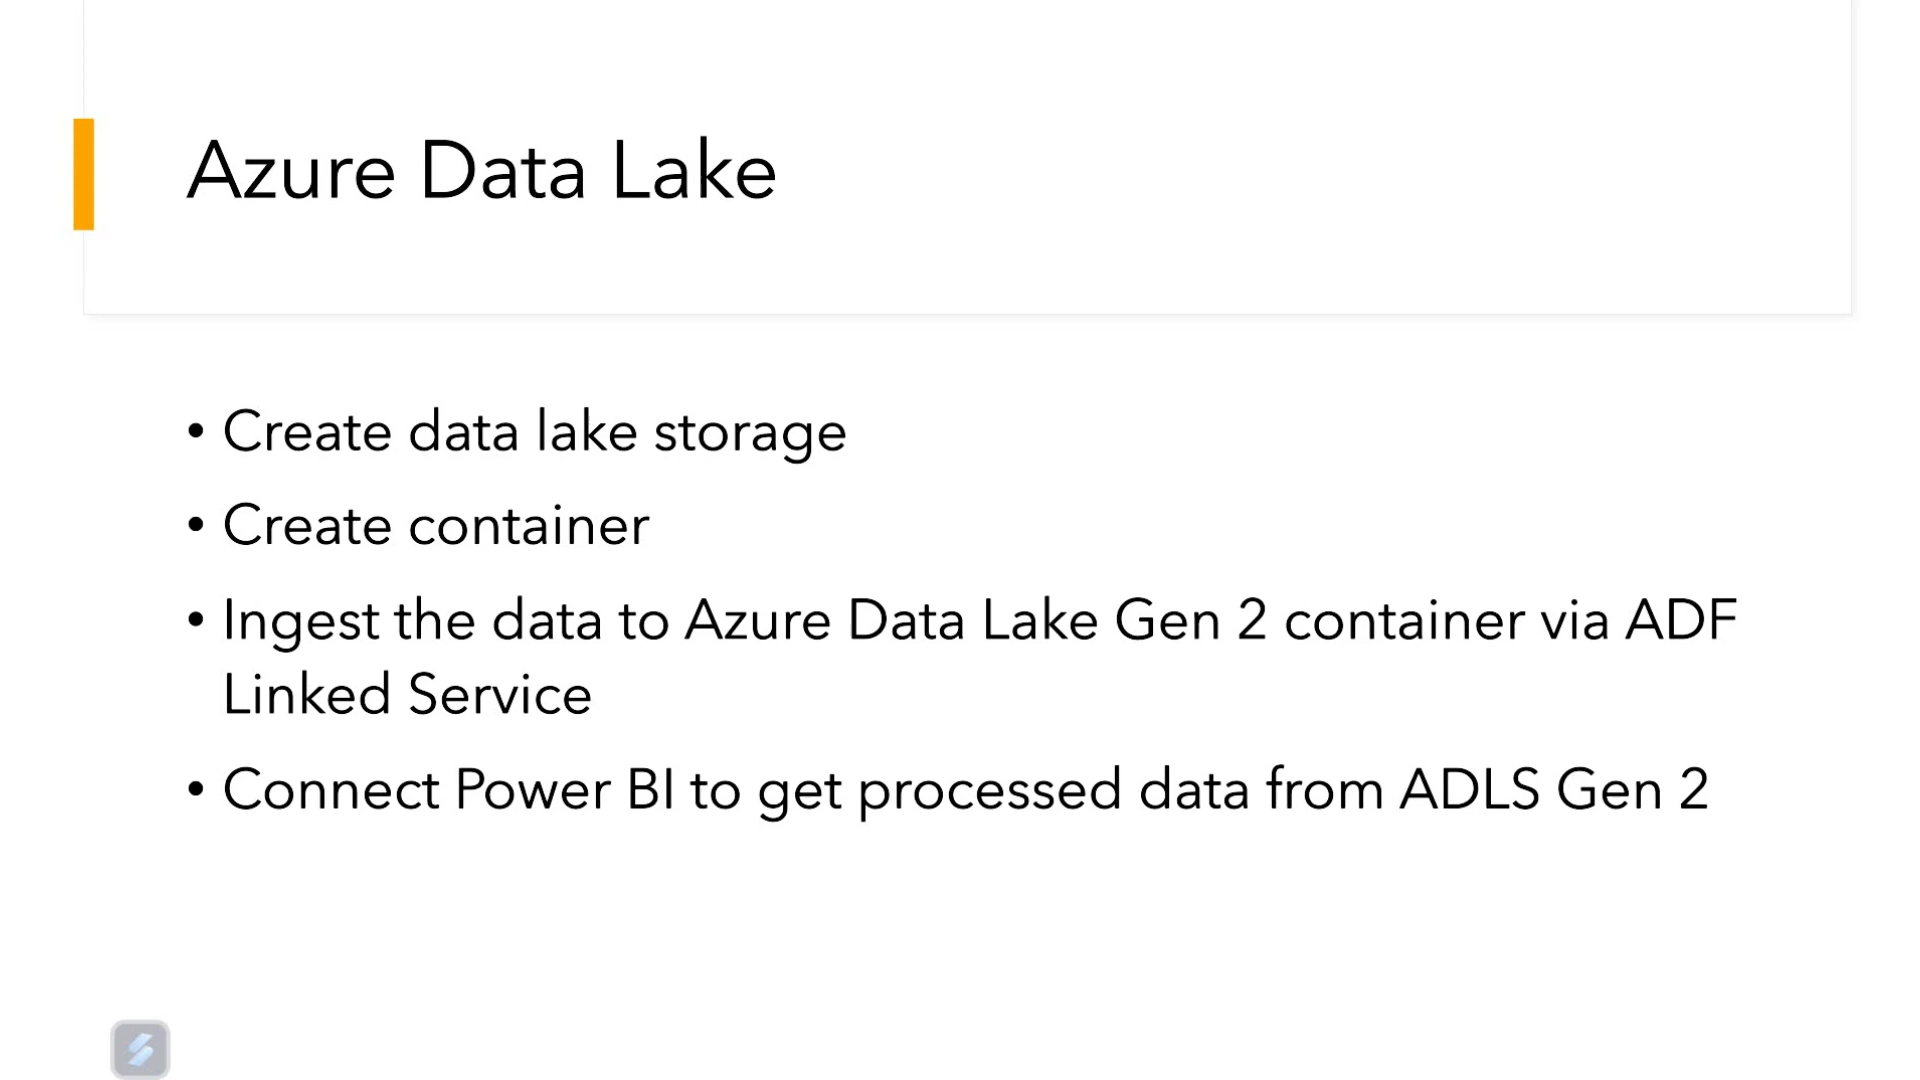 Azure Data Lake
• Create data lake storage
• Create container
• Ingest the data to Azure Data Lake Gen 2 container via ADF
Linked Service
• Connect Power BI to get processed data from ADLS Gen 2